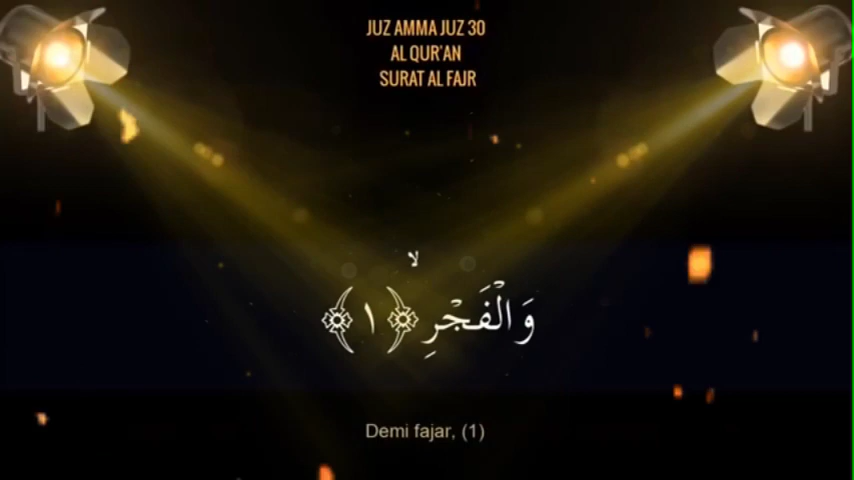 JUZ AMMA JUZ 30
AL QUR'AN
SURAT AL FAJR
وَالْفَجْرِۙ ﴿١﴾
Demi fajar, (1)